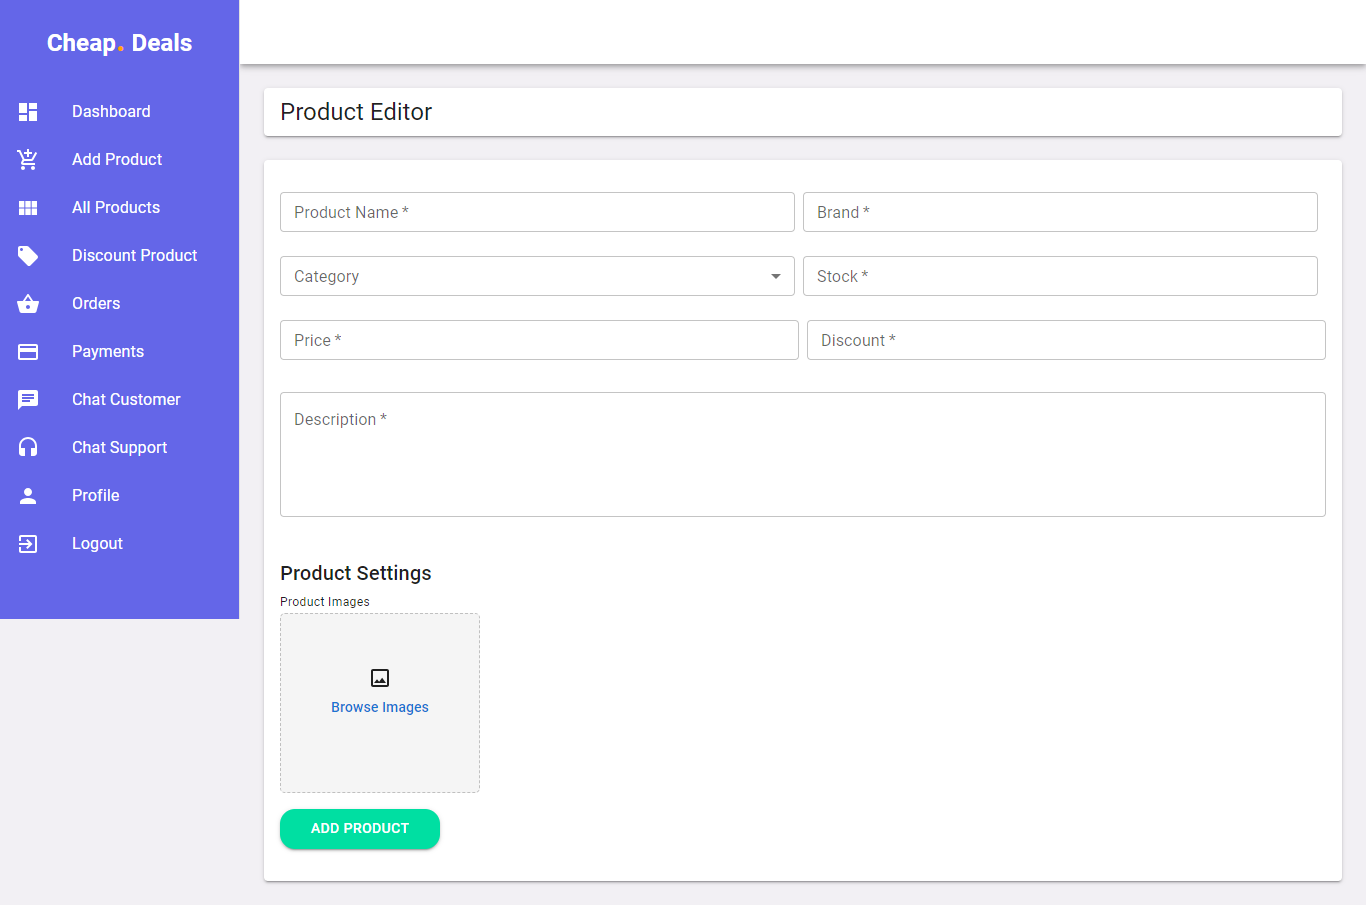 Cheap. Deals
Dashboard
Add Product
All Products
Discount Product
Orders
Payments
Chat Customer
Chat Support
Profile
Logout
Product Editor
Product Name *
Brand *
Category
Stock *
Price *
Discount *
Description *
Product Settings
Product Images
Browse Images
ADD PRODUCT